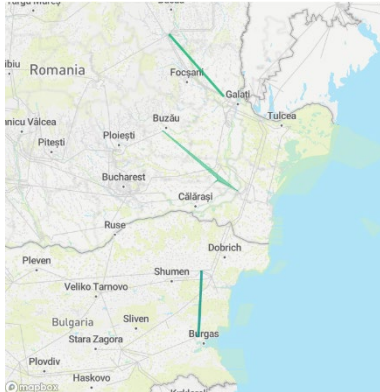 Romania
Focșani
Galați
Tulcea
Buzău
Ploiești
Pitești
Bucharest
Călărași
Ruse
Dobrich
Pleven
Shumen
Veliko Tarnovo
Bulgaria
Sliven
Burgas
Stara Zagora
Plovdiv
Haskovo
mapbox